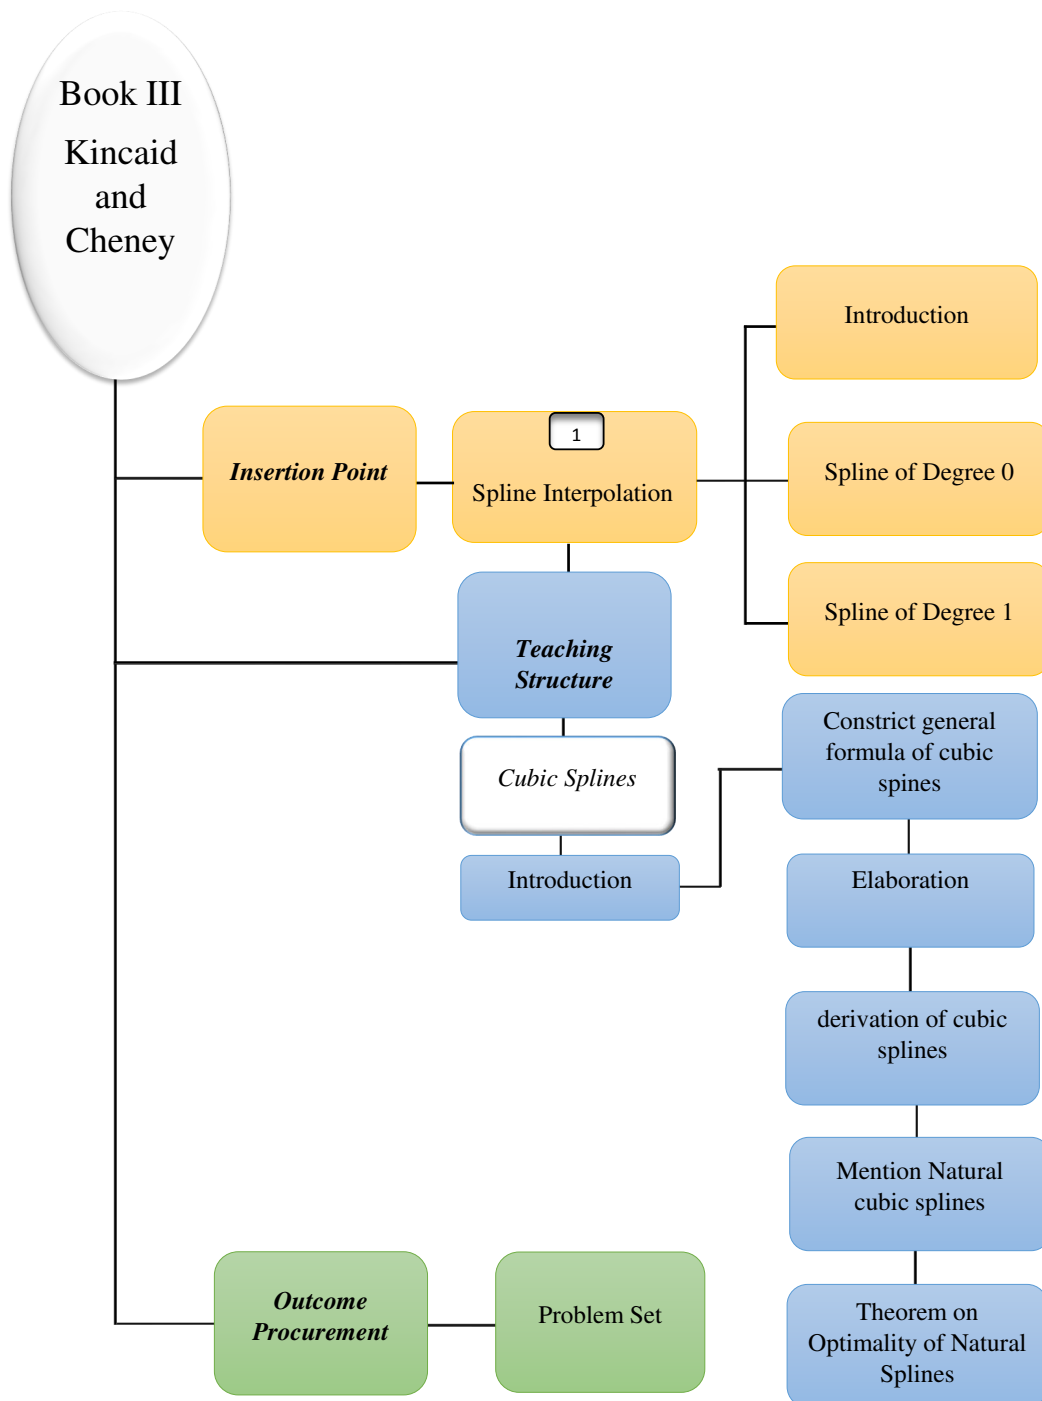 Book III
Kincaid
and
Cheney
Introduction
Insertion Point
1
Spline Interpolation
Spline of Degree 0
Spline of Degree 1
Teaching
Structure
Cubic Splines
Introduction
Constrict general
formula of cubic
spines
Elaboration
derivation of cubic
splines
Mention Natural
cubic splines
Theorem on
Optimality of Natural
Splines
Outcome
Procurement
Problem Set